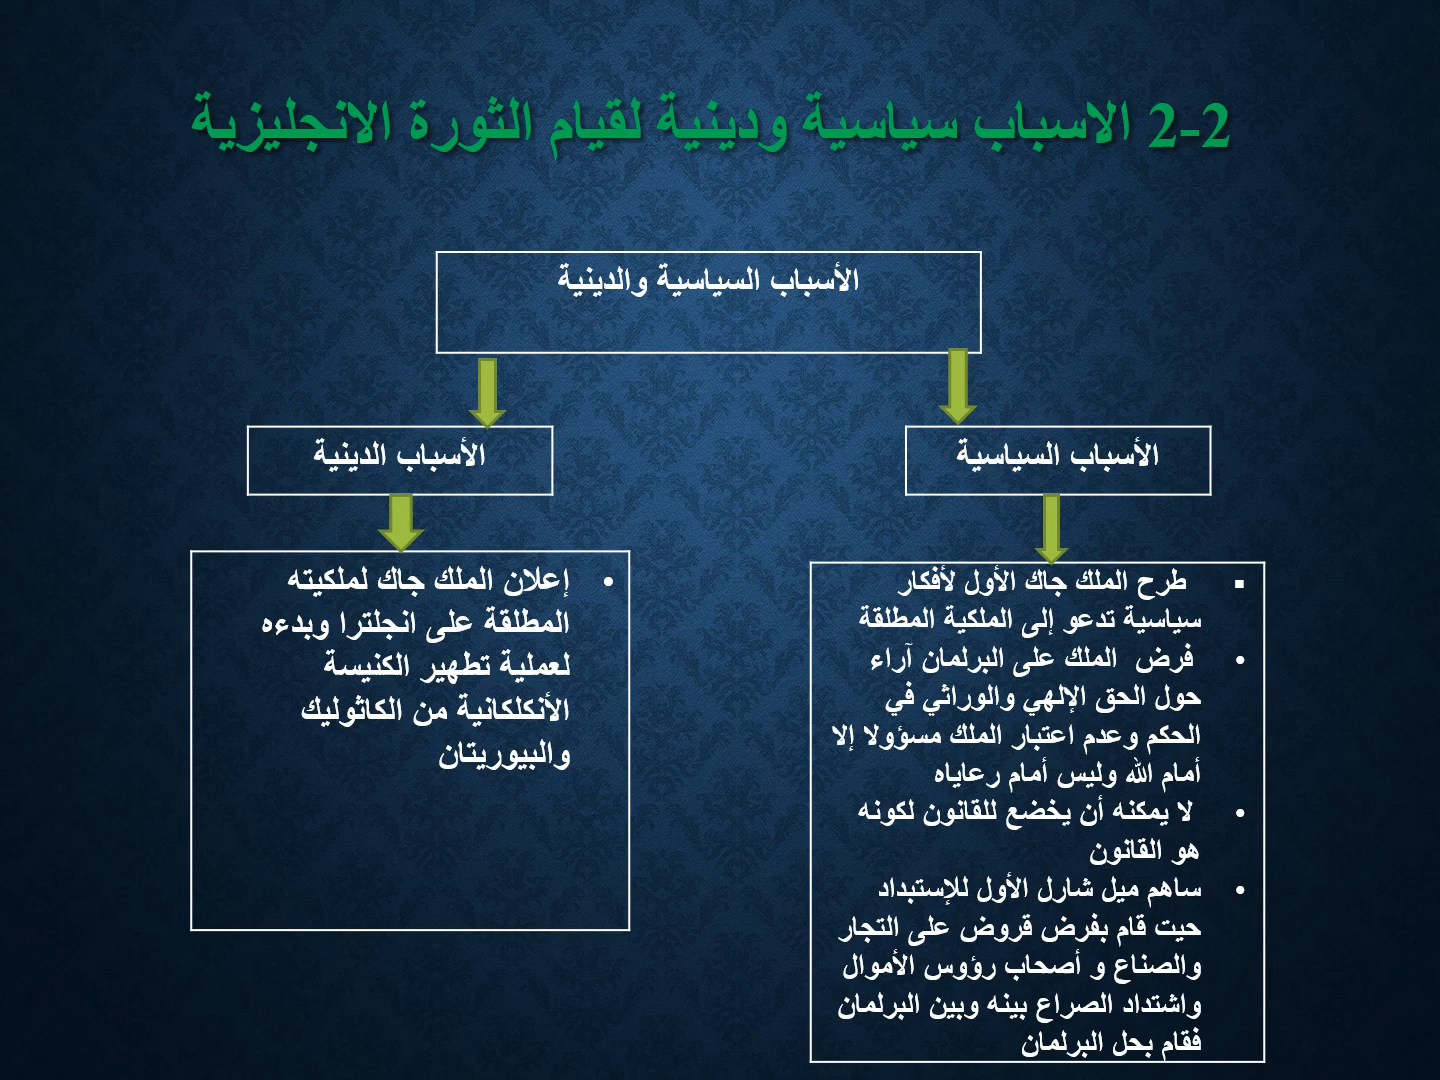 2-2 الاسباب سياسية ودينية لقيام الثورة الانجليزية
الأسباب السياسية والدينية
الأسباب السياسية
الأسباب الدينية
▪ طرح الملك جاك الأول لأفكار
سياسية تدعو إلى الملكية المطلقة
• فرض الملك على البرلمان آراء
حول الحق الإلهي والوراثي في
الحكم وعدم اعتبار الملك مسؤولا إلا
أمام الله وليس أمام رعاياه
• لا يمكنه أن يخضع للقانون لكونه
هو القانون
• ساهم ميل شارل الأول للإستبداد
حيت قام بفرض قروض على التجار
والصناع و أصحاب رؤوس الأموال
واشتداد الصراع بينه وبين البرلمان
فقام بحل البرلمان
• إعلان الملك جاك لملكيته
المطلقة على انجلترا وبدءه
لعملية تطهير الكنيسة
الأنكلكانية من الكاثوليك
والبيوريتان